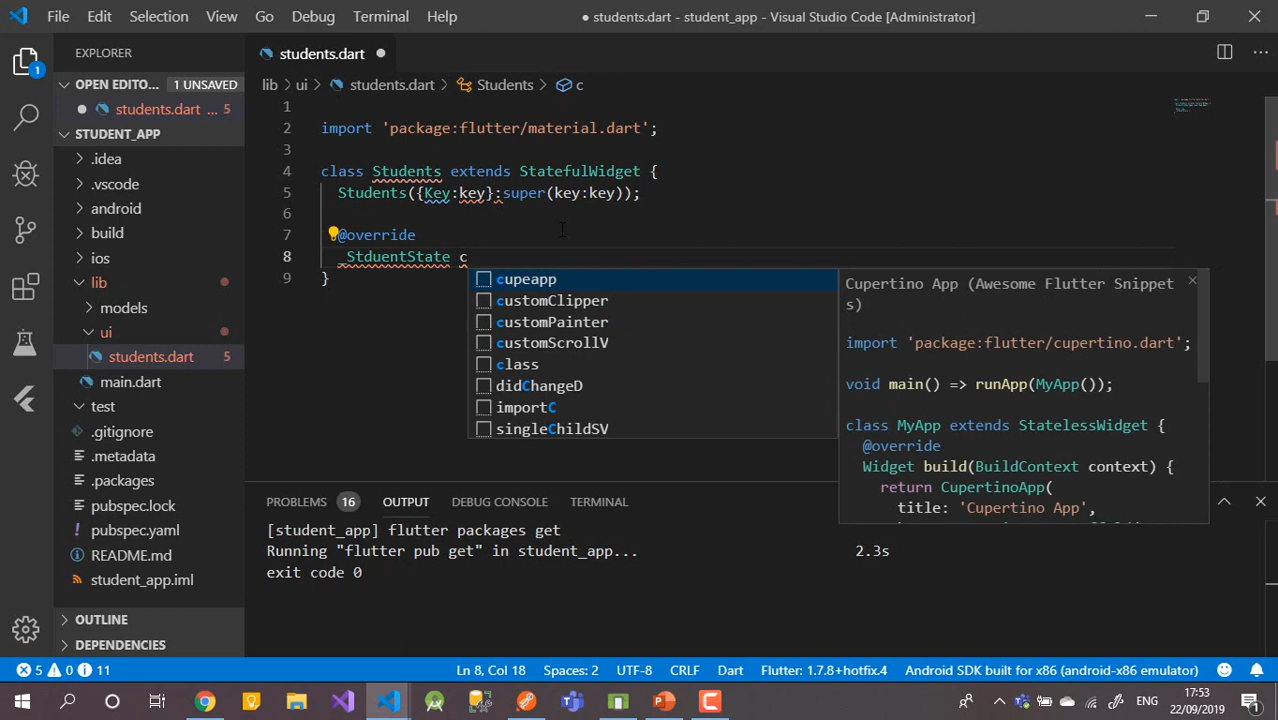 File Edit Selection View Go Debug Terminal Help
● students.dart - student_app - Visual Studio Code [Administrator]
EXPLORER
OPEN EDITO... 1 UNSAVED
students.dart ... 5
STUDENT_APP
.idea
.vscode
android
build
ios
lib
models
ui
students.dart 5
main.dart
test
.gitignore
.metadata
.packages
pubspec.lock
pubspec.yaml
README.md
student_app.iml
OUTLINE
DEPENDENCIES
1
students.dart ●
lib > ui > students.dart > Students > c
1
2 import 'package:flutter/material.dart';
3
4 class Students extends StatefulWidget {
5 Students({Key:key}:super(key:key));
6
7 @override
8 _StduentState c
9 }
cupeapp
customClipper
customPainter
customScrollV
class
didChangeD
importC
singleChildSV
Cupertino App (Awesome Flutter Snippet
s)
import 'package:flutter/cupertino.dart';
void main() => runApp(MyApp());
class MyApp extends StatelessWidget {
@override
Widget build(BuildContext context) {
return CupertinoApp(
title: 'Cupertino App',
PROBLEMS 16 OUTPUT DEBUG CONSOLE TERMINAL
[student_app] flutter packages get
Running "flutter pub get" in student_app... 2.3s
exit code 0
5 0 11
Ln 8, Col 18 Spaces: 2 UTF-8 CRLF Dart Flutter: 1.7.8+hotfix.4 Android SDK built for x86 (android-x86 emulator)
ENG
17:53
22/09/2019